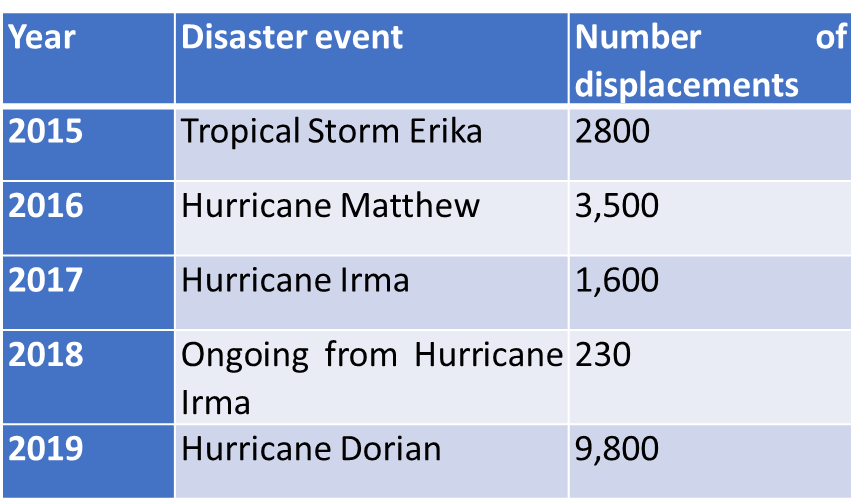 Year Disaster event Number of
displacements
2015 Tropical Storm Erika 2800
2016 Hurricane Matthew 3,500
2017 Hurricane Irma 1,600
2018 Ongoing from Hurricane 230
Irma
2019 Hurricane Dorian 9,800